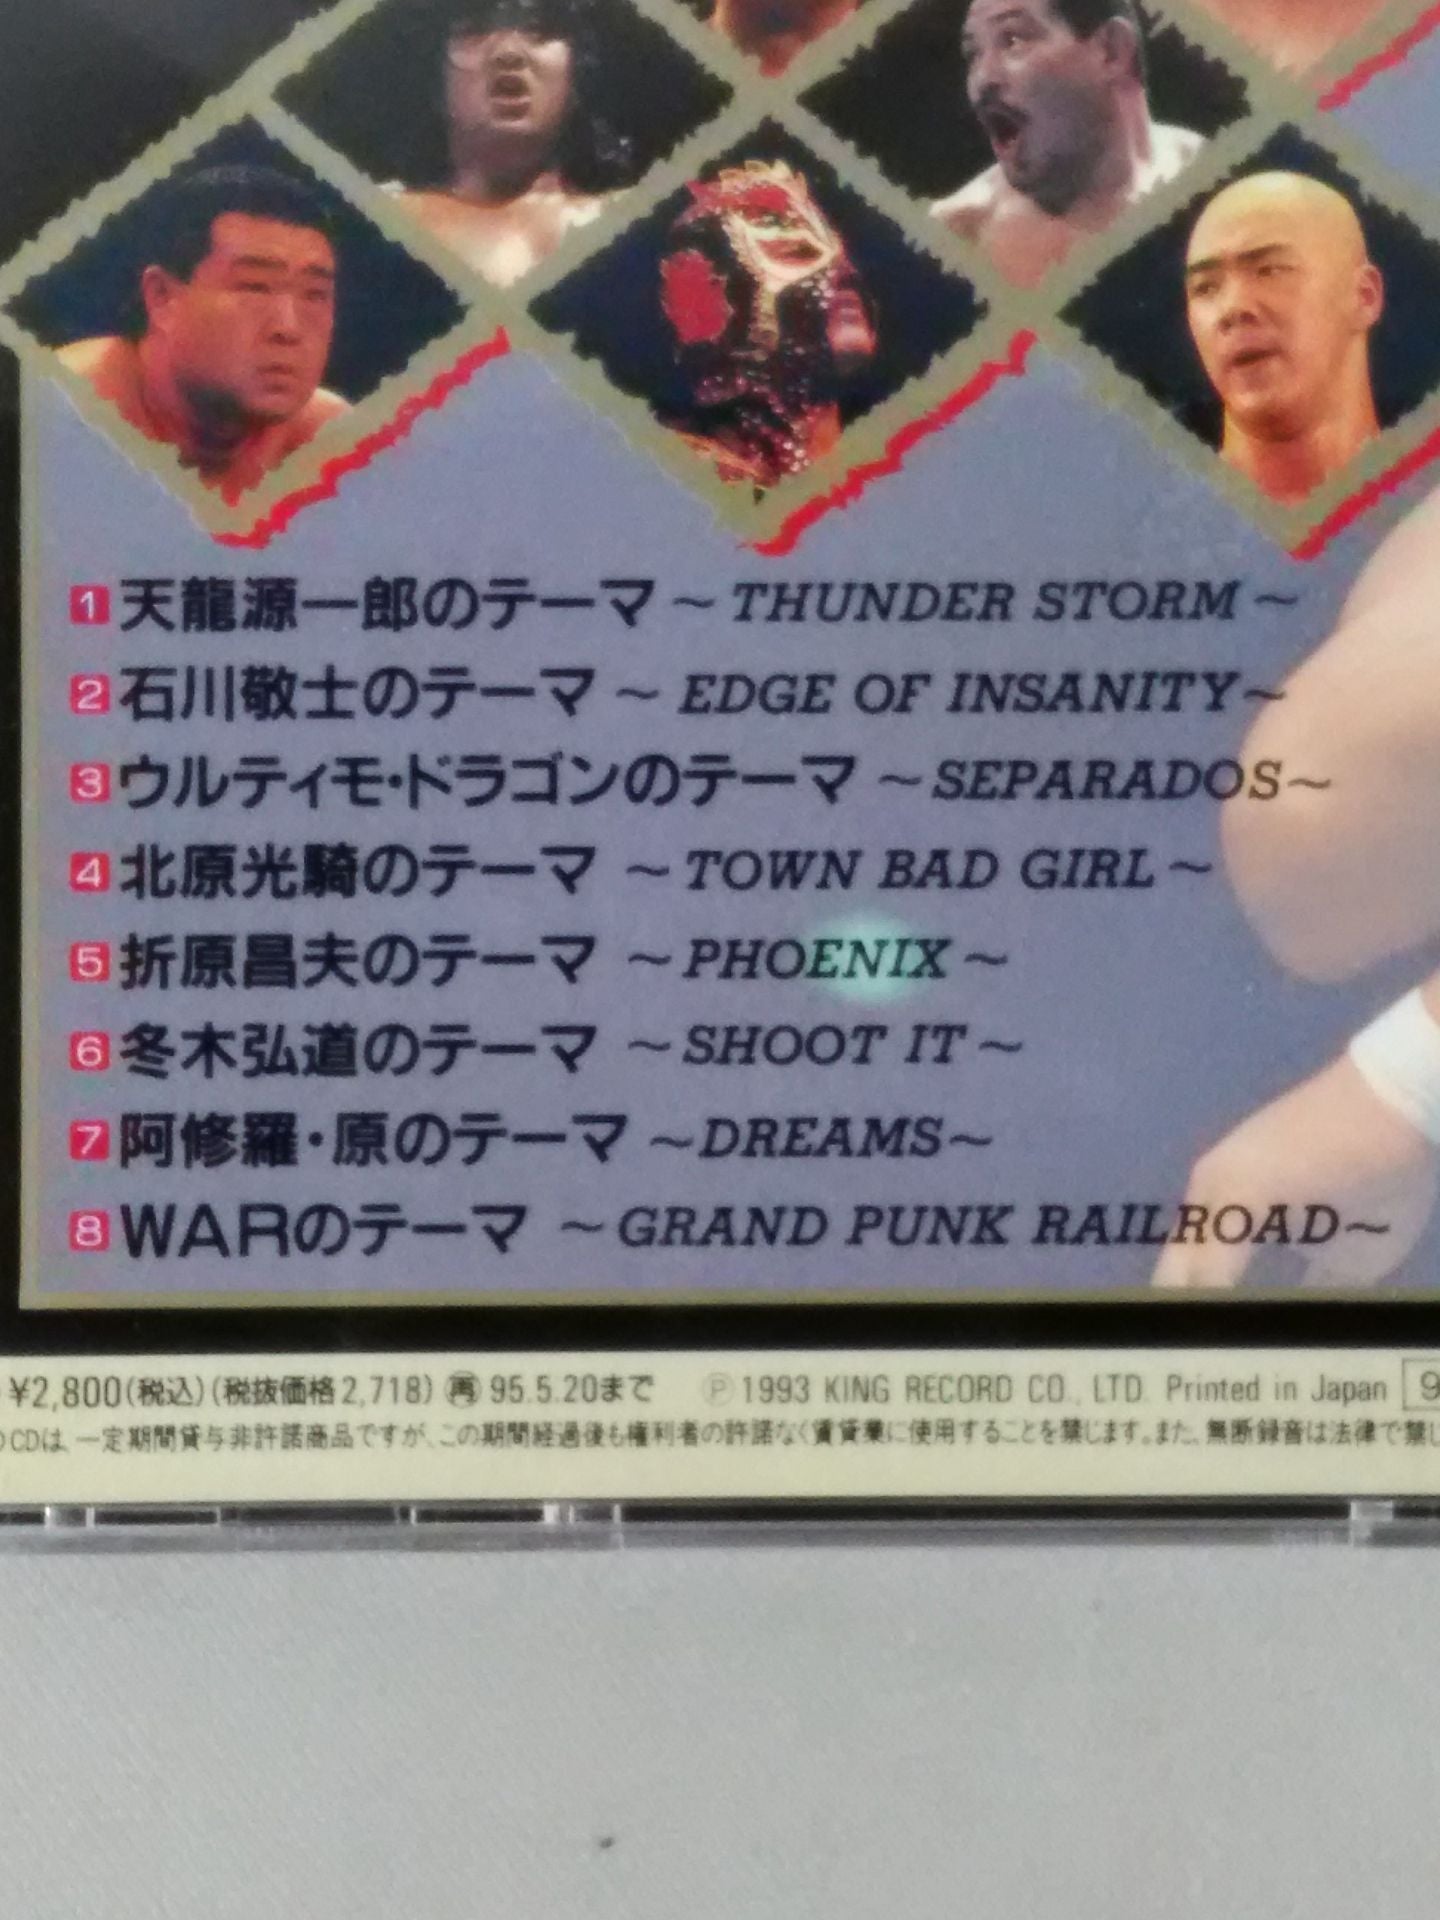 1 天龍源一郎のテーマ ～THUNDER STORM～
2 石川敬士のテーマ ～EDGE OF INSANITY～
3 ウルティモ・ドラゴンのテーマ ～SEPARADOS～
4 北原光騎のテーマ ～TOWN BAD GIRL～
5 折原昌夫のテーマ ～PHOENIX～
6 冬木弘道のテーマ ～SHOOT IT～
7 阿修羅・原のテーマ ～DREAMS～
8 WARのテーマ ～GRAND PUNK RAILROAD～
¥2,800(税込)(税抜価格2,718) 再 95.5.20まで Ⓟ1993 KING RECORD CO., LTD. Printed in Japan 9
CDは、一定期間貸与非許諾商品ですが、この期間経過後も権利者の許諾なく賃貸業に使用することを禁じます。また、無断録音は法律で禁じ